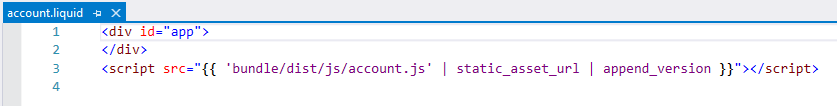 account.liquid
1 <div id="app">
2 </div>
3 <script src="{{ 'bundle/dist/js/account.js' | static_asset_url | append_version }}"></script>
4